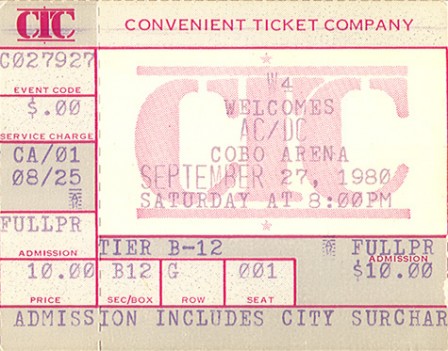 CTC
CONVENIENT TICKET COMPANY
C027927
EVENT CODE
$.00
SERVICE CHARGE
CA/01
08/25
CTC
W4
WELCOMES
AC/DC
COBO ARENA
SEPTEMBER 27, 1980
SATURDAY AT 8:00PM
FULLPR
ADMISSION
10.00
PRICE
TIER B-12
B12 G 001
SEC/BOX ROW SEAT
FULLPR
ADMISSION
$10.00
ADMISSION INCLUDES CITY SURCHAR